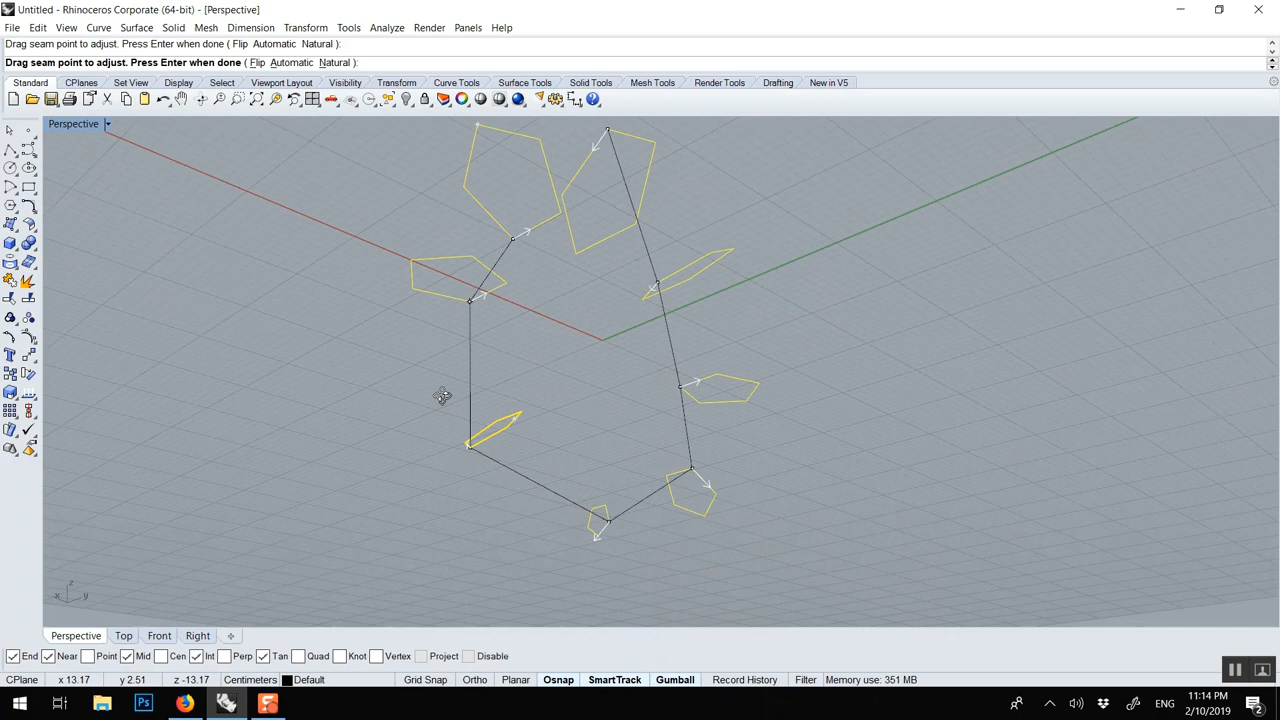 Untitled - Rhinoceros Corporate (64-bit) - [Perspective]
File Edit View Curve Surface Solid Mesh Dimension Transform Tools Analyze Render Panels Help
Drag seam point to adjust. Press Enter when done ( Flip Automatic Natural ):
Drag seam point to adjust. Press Enter when done ( Flip Automatic Natural ):
Standard CPlanes Set View Display Select Viewport Layout Visibility Transform Curve Tools Surface Tools Solid Tools Mesh Tools Render Tools Drafting New in V5
Perspective
z
x y
Perspective Top Front Right
End Near Point Mid Cen Int Perp Tan Quad Knot Vertex Project Disable
CPlane x 13.17 y 2.51 z -13.17 Centimeters Default Grid Snap Ortho Planar Osnap SmartTrack Gumball Record History Filter Memory use: 351 MB
Ps ENG 11:14 PM
2/10/2019 2